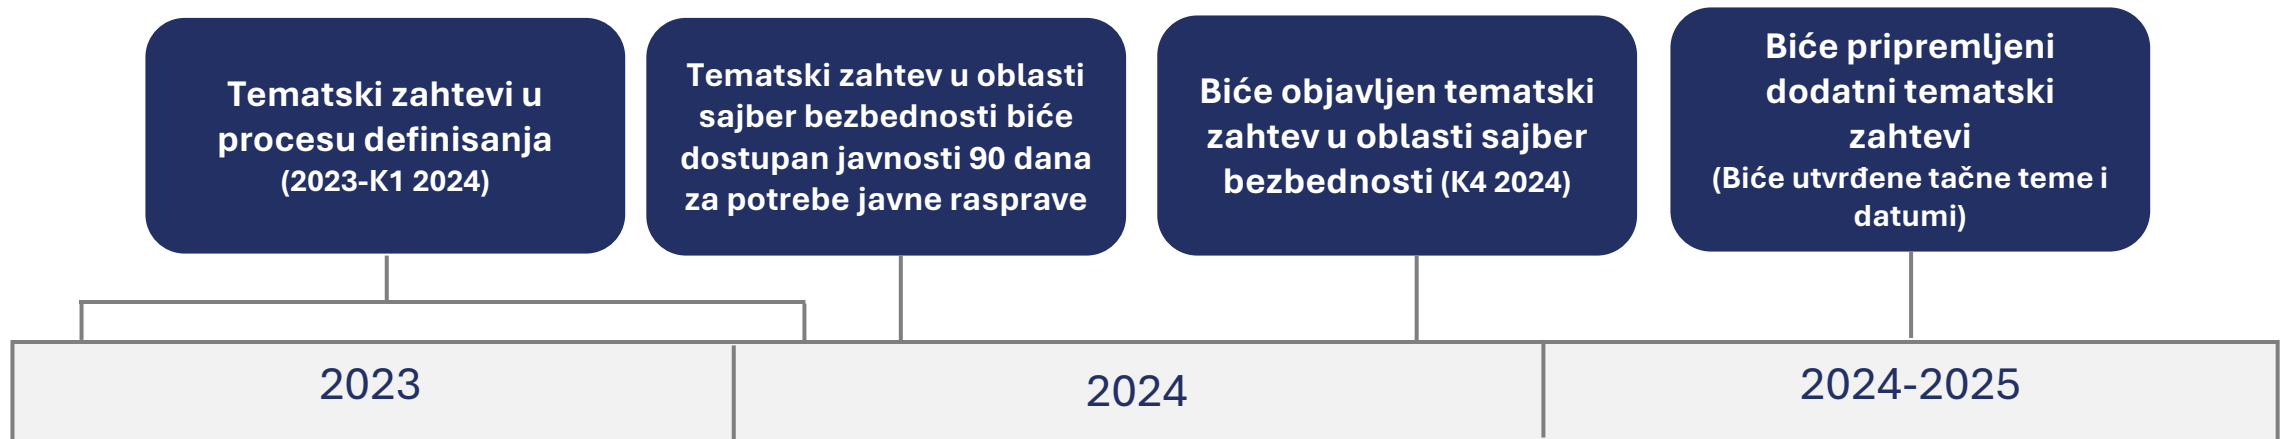 Tematski zahtevi u
procesu definisanja
(2023-K1 2024)
Tematski zahtev u oblasti
sajber bezbednosti biće
dostupan javnosti 90 dana
za potrebe javne rasprave
Biće objavljen tematski
zahtev u oblasti sajber
bezbednosti (K4 2024)
Biće pripremljeni
dodatni tematski
zahtevi
(Biće utvrđene tačne teme i
datumi)
2023
2024
2024-2025